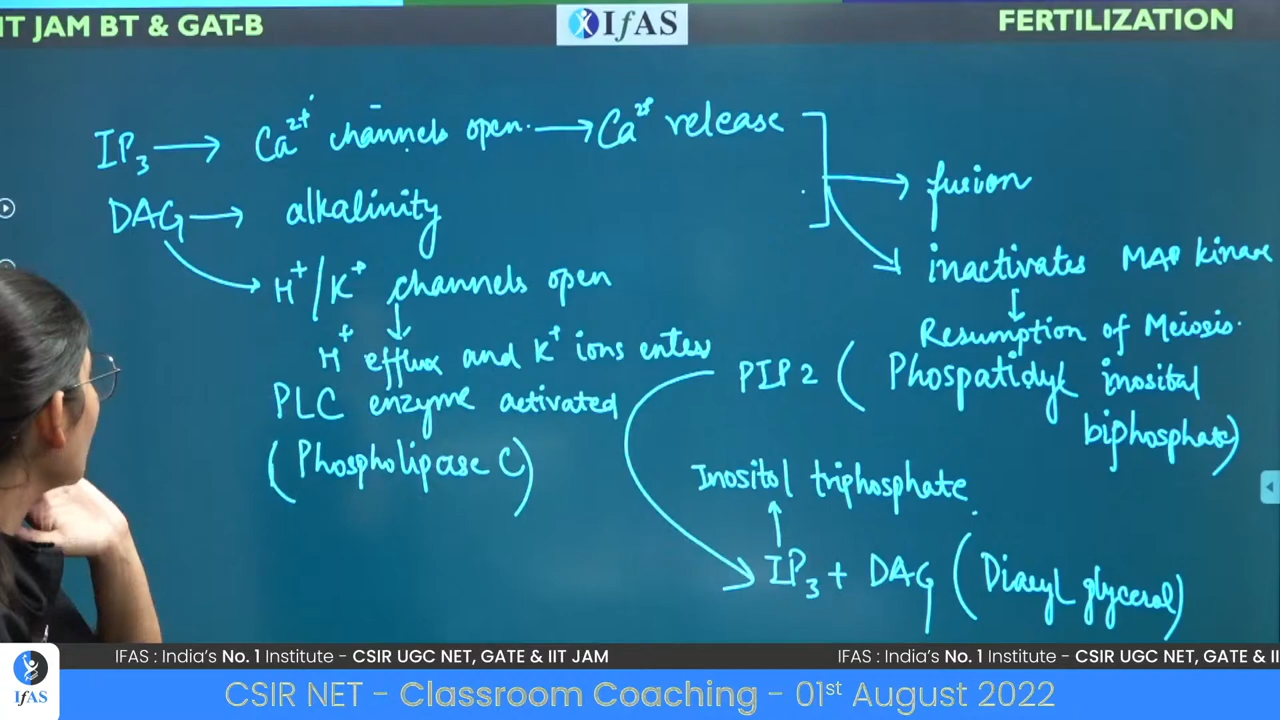 IIT JAM BT & GAT-B
IfAS
FERTILIZATION
IP3 → Ca2+ channels open. → Ca2+ release
DAG → alkalinity
fusion
H+/K+ channels open
inactivates MAP kinase
Resumption of Meiosis.
H+ efflux and K+ ions enter
PLC enzyme activated
(Phospholipase C)
PIP2 (Phospatidyl inosital
biphosphate)
Inositol triphosphate
IP3 + DAG (Diacyl glycerol)
IFAS : India's No. 1 Institute - CSIR UGC NET, GATE & IIT JAM
IFAS : India's No. 1 Institute - CSIR UGC NET, GATE & II
IfAS
CSIR NET - Classroom Coaching - 01st August 2022